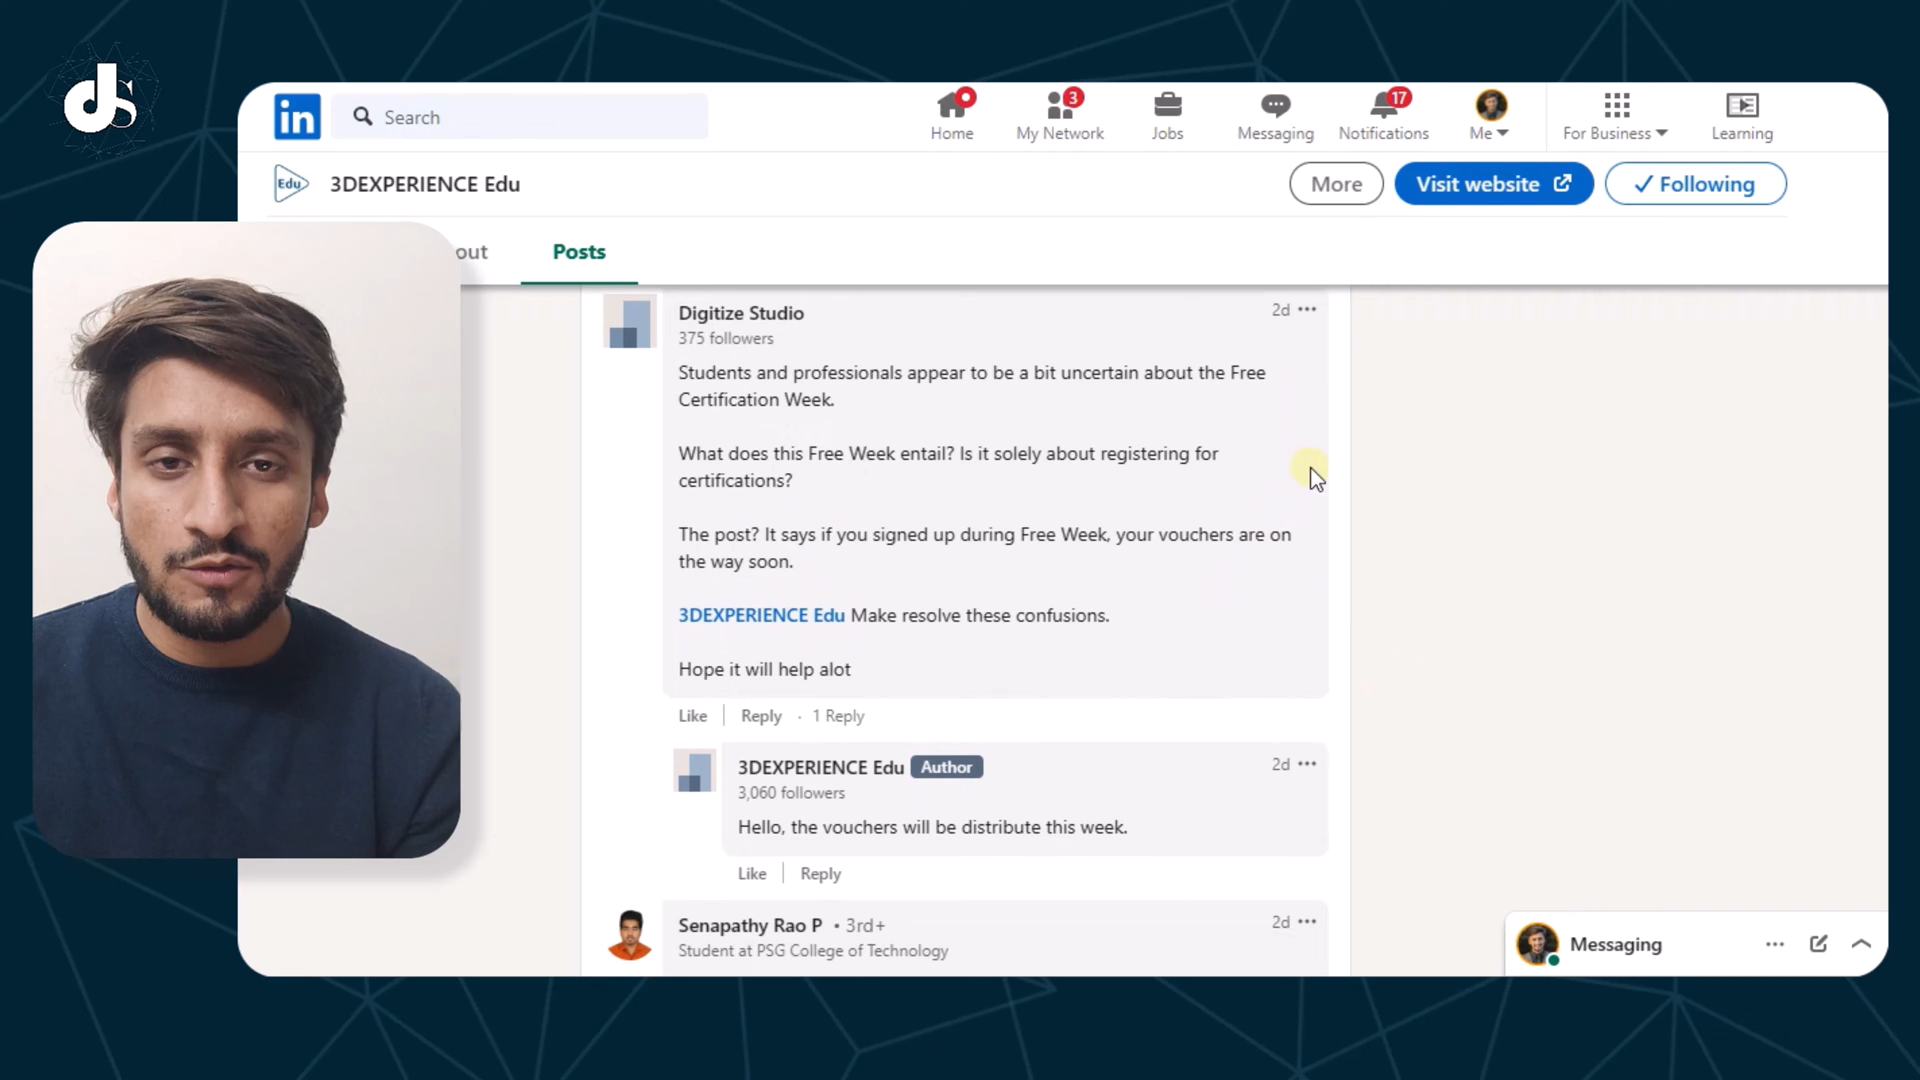 ds
in
Search
Home
3
My Network
Jobs
Messaging
17
Notifications
Me
For Business
Learning
Edu
3DEXPERIENCE Edu
More
Visit website
Following
out
Posts
Digitize Studio
2d
375 followers
Students and professionals appear to be a bit uncertain about the Free
Certification Week.
What does this Free Week entail? Is it solely about registering for
certifications?
The post? It says if you signed up during Free Week, your vouchers are on
the way soon.
3DEXPERIENCE Edu Make resolve these confusions.
Hope it will help alot
Like Reply · 1 Reply
3DEXPERIENCE Edu Author
2d
3,060 followers
Hello, the vouchers will be distribute this week.
Like Reply
Senapathy Rao P • 3rd+
2d
Student at PSG College of Technology
Messaging